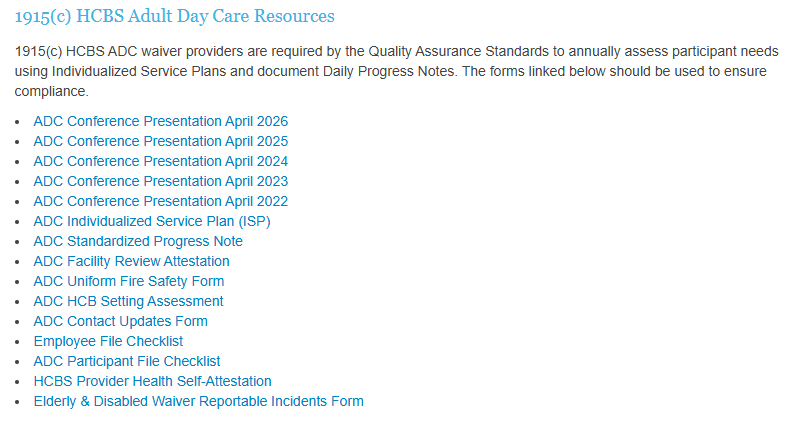 1915(c) HCBS Adult Day Care Resources
1915(c) HCBS ADC waiver providers are required by the Quality Assurance Standards to annually assess participant needs
using Individualized Service Plans and document Daily Progress Notes. The forms linked below should be used to ensure
compliance.
• ADC Conference Presentation April 2026
• ADC Conference Presentation April 2025
• ADC Conference Presentation April 2024
• ADC Conference Presentation April 2023
• ADC Conference Presentation April 2022
• ADC Individualized Service Plan (ISP)
• ADC Standardized Progress Note
• ADC Facility Review Attestation
• ADC Uniform Fire Safety Form
• ADC HCB Setting Assessment
• ADC Contact Updates Form
• Employee File Checklist
• ADC Participant File Checklist
• HCBS Provider Health Self-Attestation
• Elderly & Disabled Waiver Reportable Incidents Form